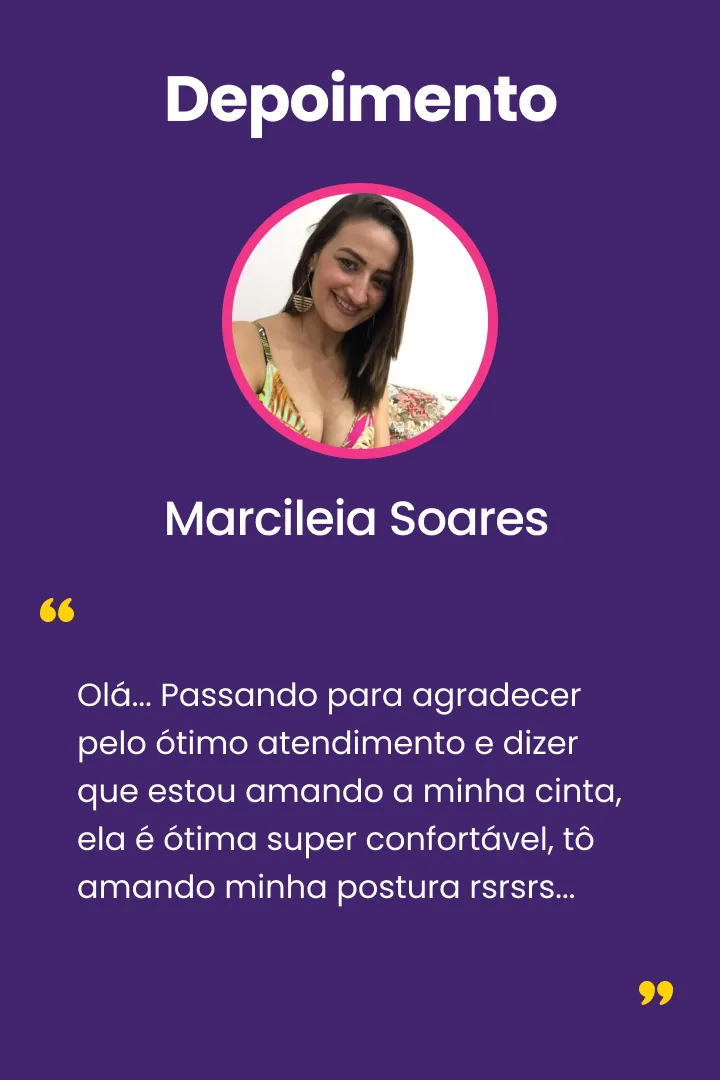 Depoimento
Marcileia Soares
“
Olá... Passando para agradecer
pelo ótimo atendimento e dizer
que estou amando a minha cinta,
ela é ótima super confortável, tô
amando minha postura rsrsrs...
”